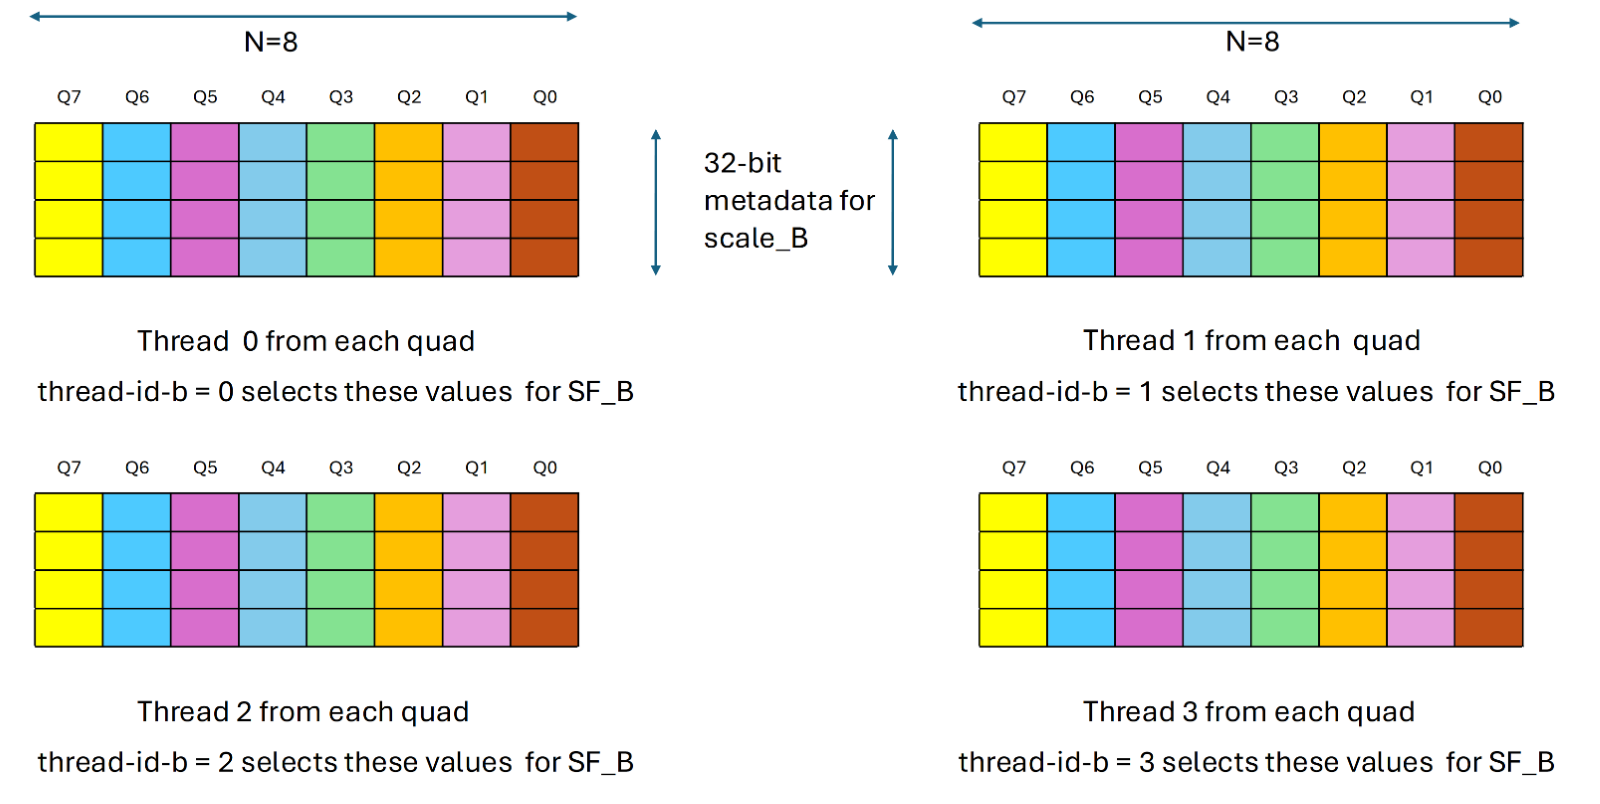 N=8
N=8
Q7 Q6 Q5 Q4 Q3 Q2 Q1 Q0
Q7 Q6 Q5 Q4 Q3 Q2 Q1 Q0
32-bit
metadata for
scale_B
Thread 0 from each quad
thread-id-b = 0 selects these values for SF_B
Thread 1 from each quad
thread-id-b = 1 selects these values for SF_B
Q7 Q6 Q5 Q4 Q3 Q2 Q1 Q0
Q7 Q6 Q5 Q4 Q3 Q2 Q1 Q0
Thread 2 from each quad
thread-id-b = 2 selects these values for SF_B
Thread 3 from each quad
thread-id-b = 3 selects these values for SF_B